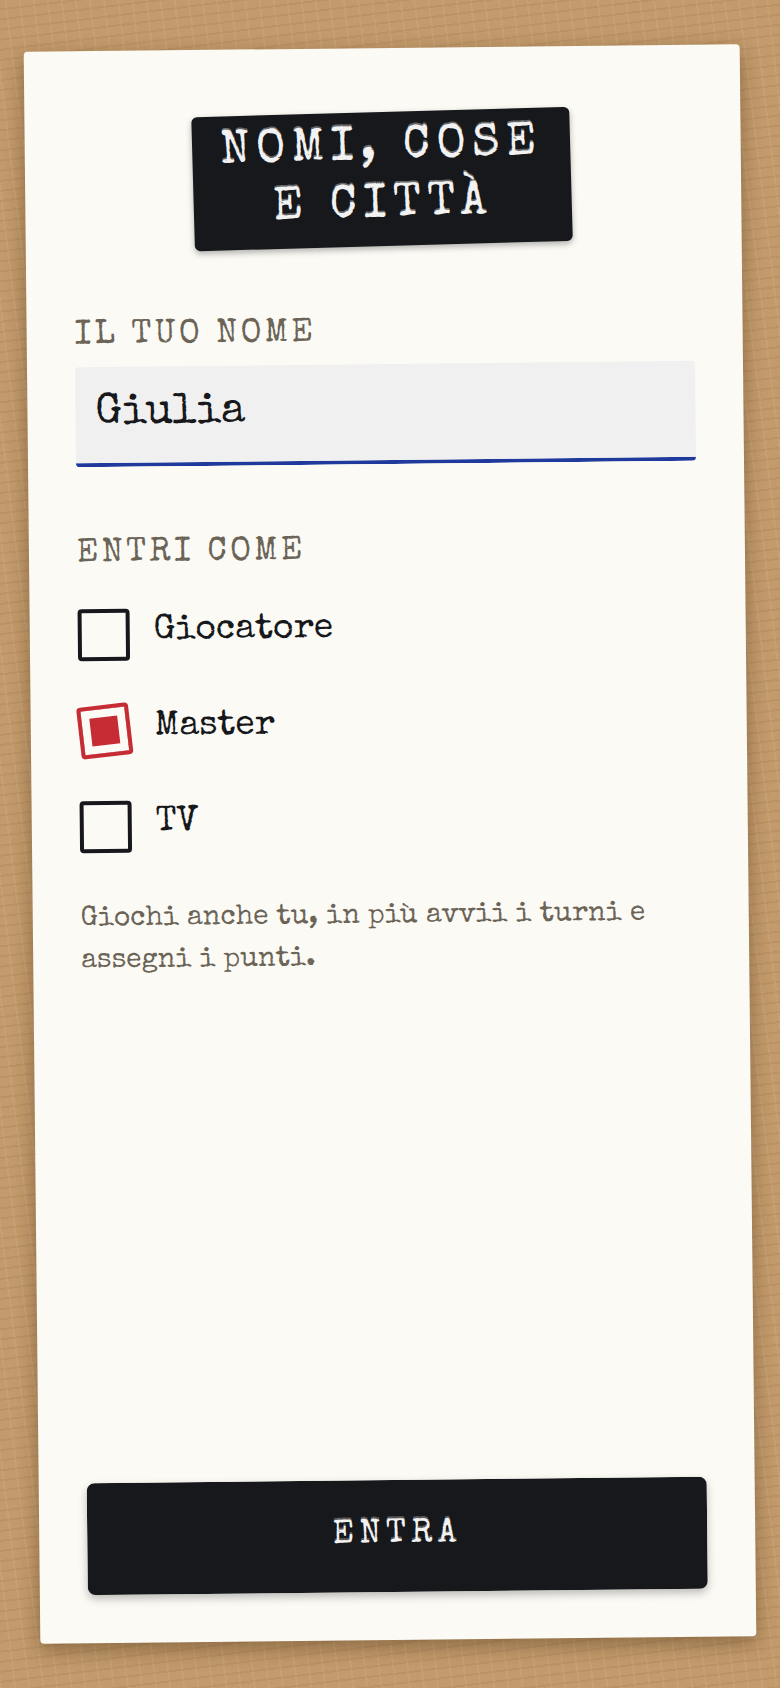 NOMI, COSE
E CITTÀ
IL TUO NOME
Giulia
ENTRI COME
Giocatore
Master
TV
Giochi anche tu, in più avvii i turni e
assegni i punti.
ENTRA